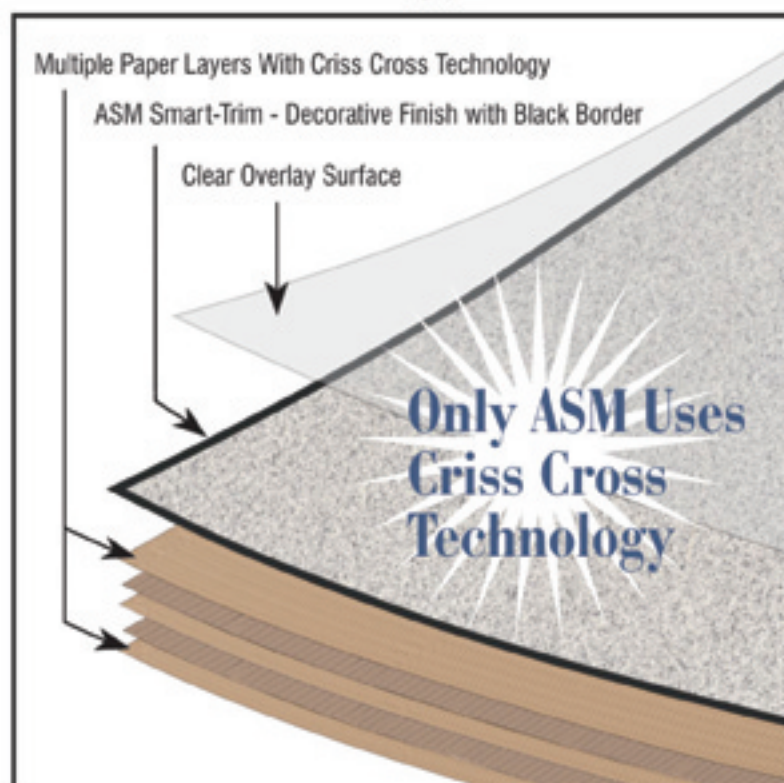 Multiple Paper Layers With Criss Cross Technology
ASM Smart-Trim - Decorative Finish with Black Border
Clear Overlay Surface
Only ASM Uses
Criss Cross
Technology